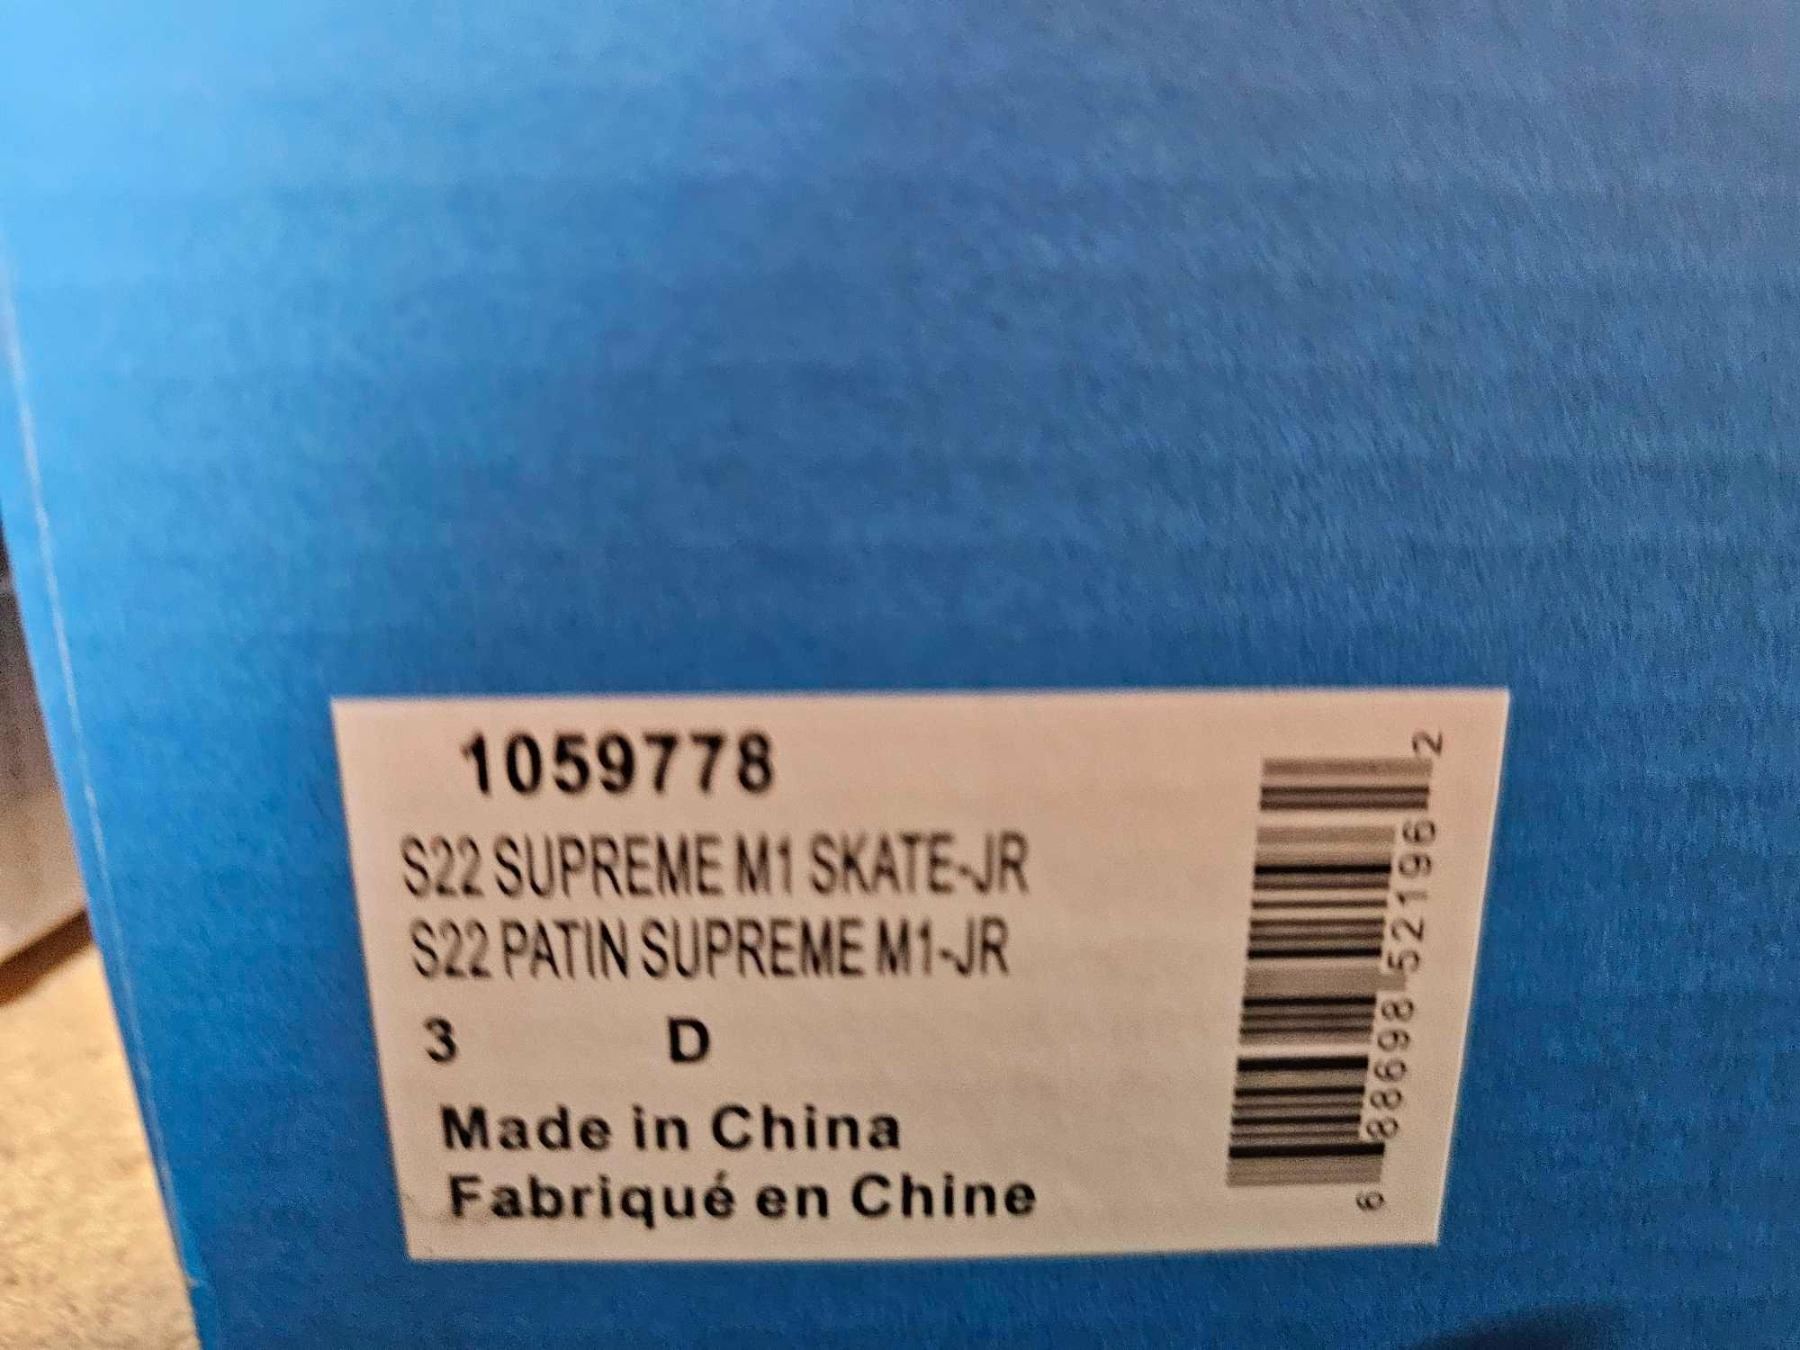 1059778
S22 SUPREME M1 SKATE-JR
S22 PATIN SUPREME M1-JR
3 D
Made in China
Fabriqué en Chine
6 88698 52196 2